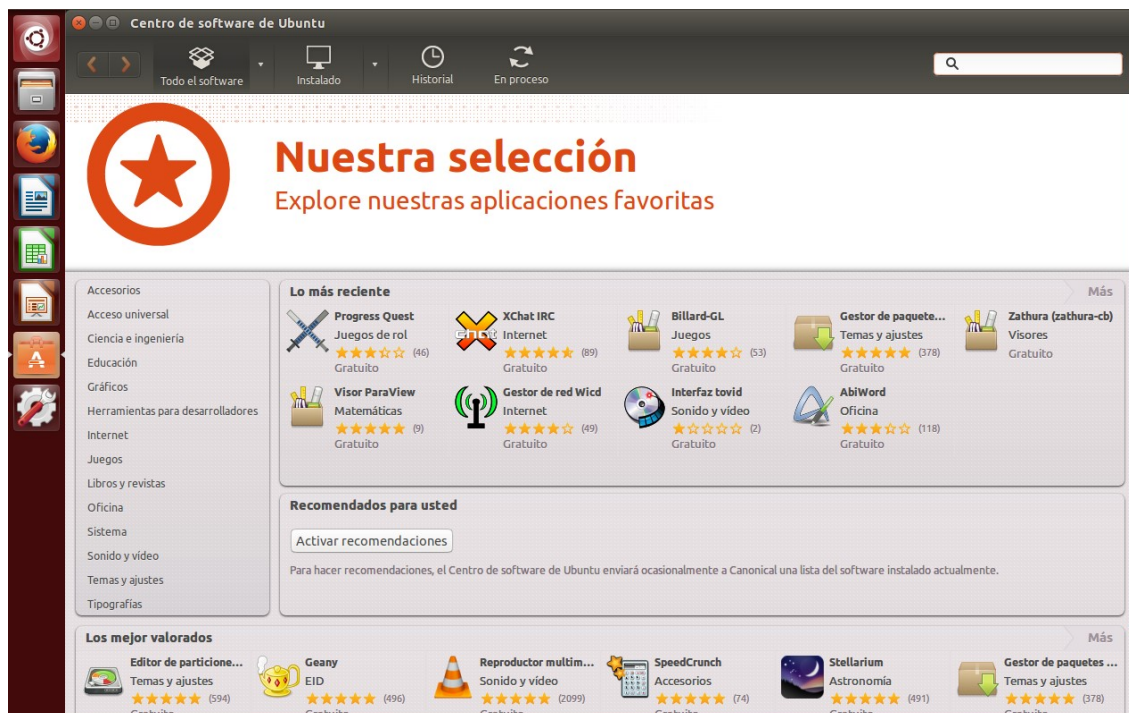 Centro de software de Ubuntu
Todo el software
Instalado
Historial
En proceso
Nuestra selección
Explore nuestras aplicaciones favoritas
Accesorios
Acceso universal
Ciencia e ingeniería
Educación
Gráficos
Herramientas para desarrolladores
Internet
Juegos
Libros y revistas
Oficina
Sistema
Sonido y vídeo
Temas y ajustes
Tipografías
Lo más reciente
Más
Progress Quest
Juegos de rol
(46)
Gratuito
XChat IRC
Internet
(89)
Gratuito
Billard-GL
Juegos
(53)
Gratuito
Gestor de paquete...
Temas y ajustes
(378)
Gratuito
Zathura (zathura-cb)
Visores
Gratuito
Visor ParaView
Matemáticas
(9)
Gratuito
Gestor de red Wicd
Internet
(49)
Gratuito
Interfaz tovid
Sonido y vídeo
(2)
Gratuito
AbiWord
Oficina
(118)
Gratuito
Recomendados para usted
Activar recomendaciones
Para hacer recomendaciones, el Centro de software de Ubuntu enviará ocasionalmente a Canonical una lista del software instalado actualmente.
Los mejor valorados
Más
Editor de particione...
Temas y ajustes
(594)
Gratuito
Geany
EID
(496)
Gratuito
Reproductor multim...
Sonido y vídeo
(2099)
Gratuito
SpeedCrunch
Accesorios
(74)
Gratuito
Stellarium
Astronomía
(491)
Gratuito
Gestor de paquetes ...
Temas y ajustes
(378)
Gratuito